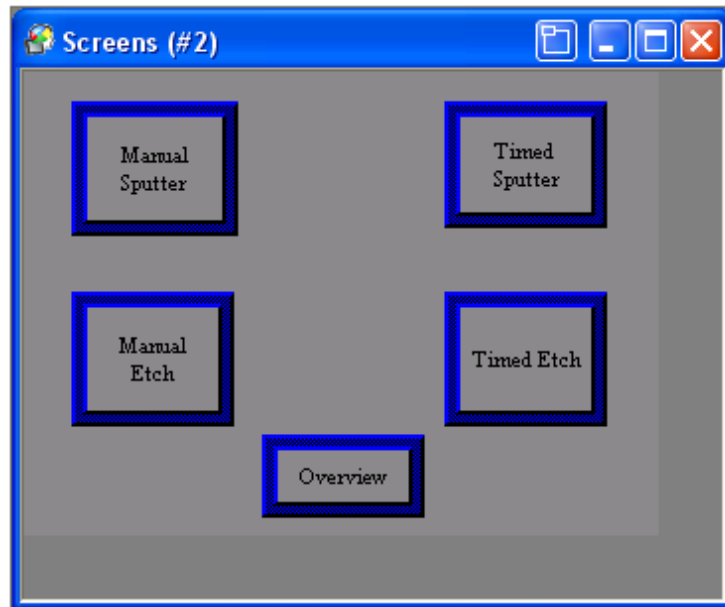 Screens (#2)
Manual
Sputter
Timed
Sputter
Manual
Etch
Timed Etch
Overview